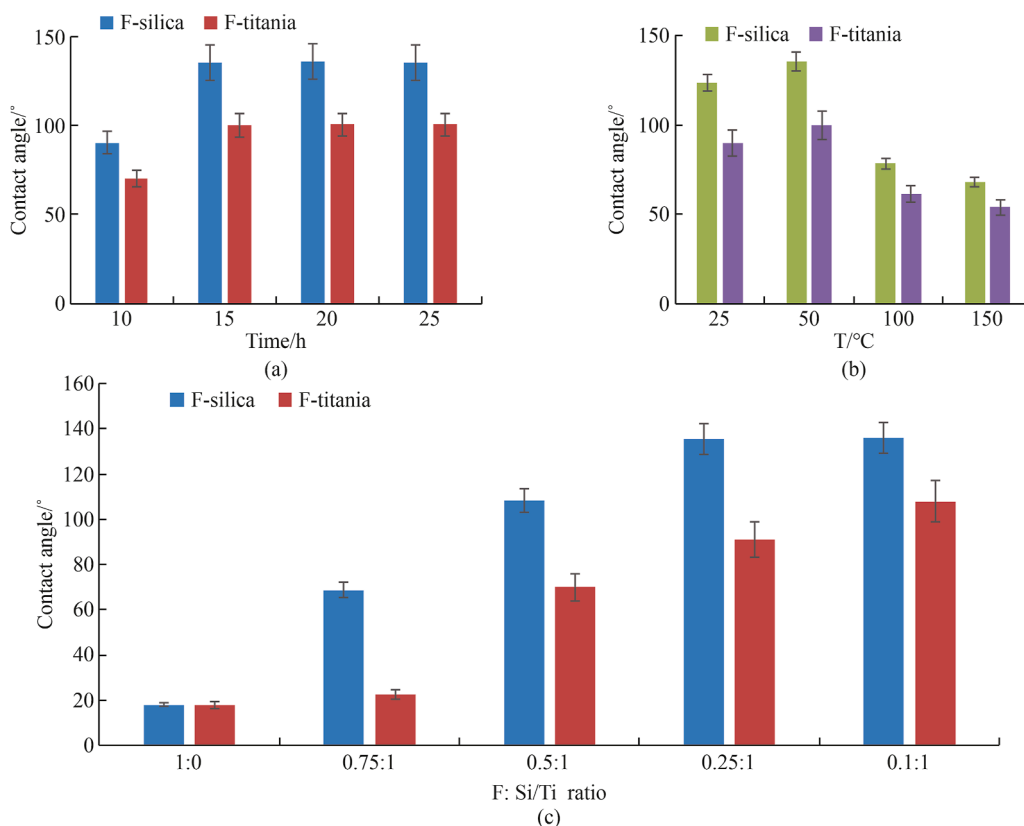 F-silica F-titania
150
100
50
0
Contact angle/°
10 15 20 25
Time/h
(a)
F-silica F-titania
150
100
50
0
Contact angle/°
25 50 100 150
T/°C
(b)
F-silica F-titania
160
140
120
100
80
60
40
20
0
Contact angle/°
1:0 0.75:1 0.5:1 0.25:1 0.1:1
F: Si/Ti ratio
(c)